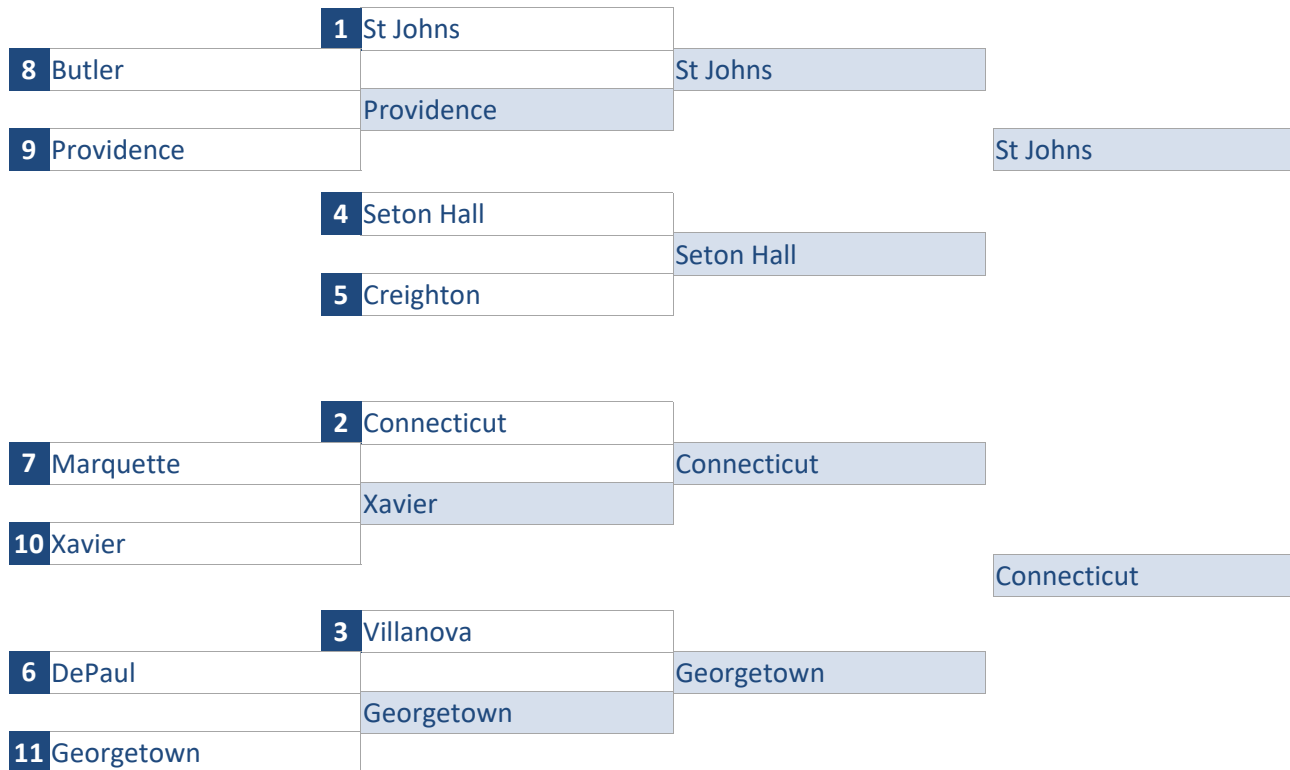 1 St Johns
8 Butler
St Johns
Providence
9 Providence
St Johns
4 Seton Hall
Seton Hall
5 Creighton
2 Connecticut
7 Marquette
Connecticut
Xavier
10 Xavier
Connecticut
3 Villanova
6 DePaul
Georgetown
Georgetown
11 Georgetown